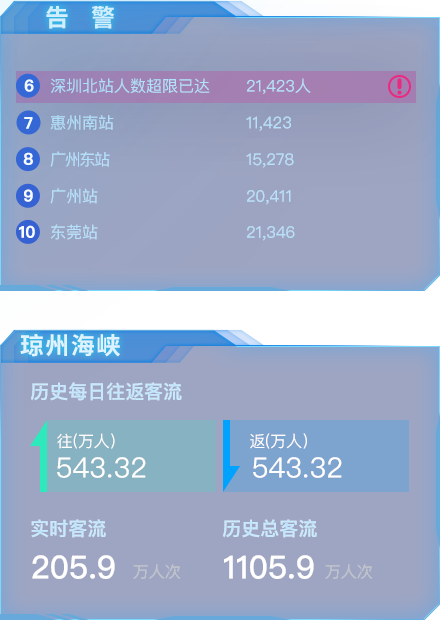 告 警
6 深圳北站人数超限已达 21,423人
7 惠州南站 11,423
8 广州东站 15,278
9 广州站 20,411
10 东莞站 21,346
琼州海峡
历史每日往返客流
往(万人) 返(万人)
543.32 543.32
实时客流 历史总客流
205.9 万人次 1105.9 万人次